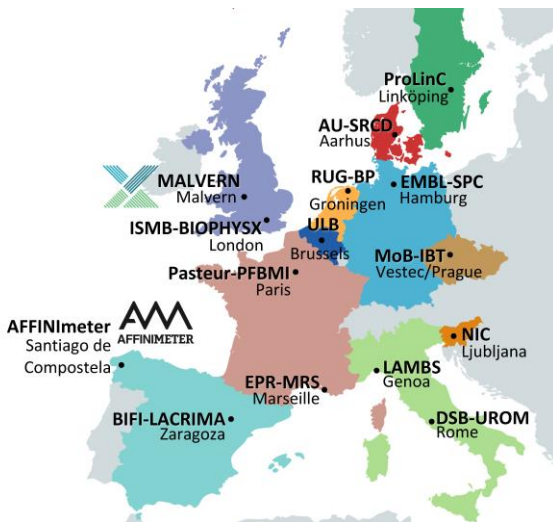 ProLinC
Linköping
AU-SRCD
Aarhus
RUG-BP
Groningen
EMBL-SPC
Hamburg
MALVERN
Malvern
ISMB-BIOPHYSX
London
ULB
Brussels
MoB-IBT
Vestec/Prague
Pasteur-PFBMI
Paris
AFFINImeter
Santiago de
Compostela
AFFINIMETER
NIC
Ljubljana
LAMBS
Genoa
EPR-MRS
Marseille
BIFI-LACRIMA
Zaragoza
DSB-UROM
Rome